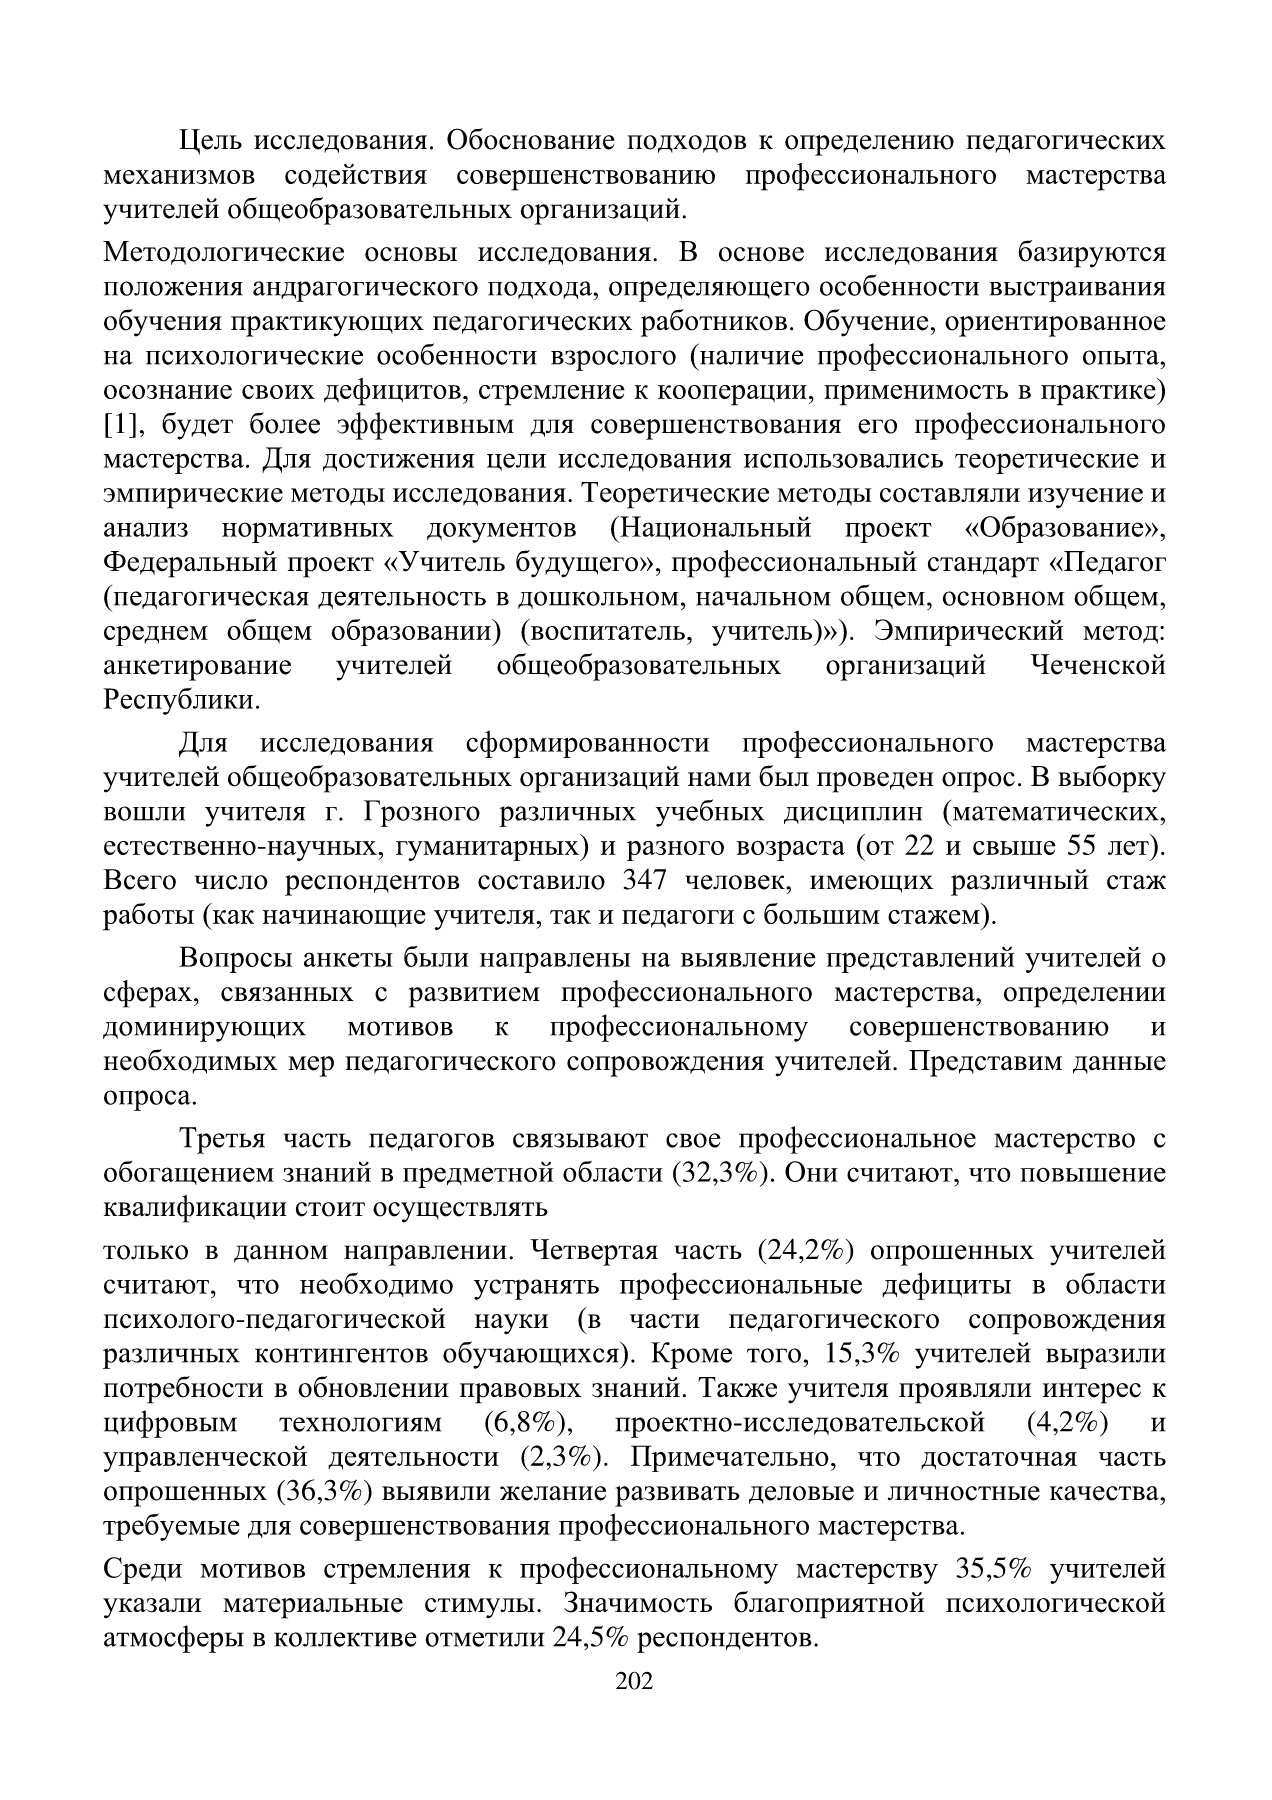 Цель исследования. Обоснование подходов к определению педагогических
механизмов содействия совершенствованию профессионального мастерства
учителей общеобразовательных организаций.
Методологические основы исследования. В основе исследования базируются
положения андрагогического подхода, определяющего особенности выстраивания
обучения практикующих педагогических работников. Обучение, ориентированное
на психологические особенности взрослого (наличие профессионального опыта,
осознание своих дефицитов, стремление к кооперации, применимость в практике)
[1], будет более эффективным для совершенствования его профессионального
мастерства. Для достижения цели исследования использовались теоретические и
эмпирические методы исследования. Теоретические методы составляли изучение и
анализ нормативных документов (Национальный проект «Образование»,
Федеральный проект «Учитель будущего», профессиональный стандарт «Педагог
(педагогическая деятельность в дошкольном, начальном общем, основном общем,
среднем общем образовании) (воспитатель, учитель)»). Эмпирический метод:
анкетирование учителей общеобразовательных организаций Чеченской
Республики.
Для исследования сформированности профессионального мастерства
учителей общеобразовательных организаций нами был проведен опрос. В выборку
вошли учителя г. Грозного различных учебных дисциплин (математических,
естественно-научных, гуманитарных) и разного возраста (от 22 и свыше 55 лет).
Всего число респондентов составило 347 человек, имеющих различный стаж
работы (как начинающие учителя, так и педагоги с большим стажем).
Вопросы анкеты были направлены на выявление представлений учителей о
сферах, связанных с развитием профессионального мастерства, определении
доминирующих мотивов к профессиональному совершенствованию и
необходимых мер педагогического сопровождения учителей. Представим данные
опроса.
Третья часть педагогов связывают свое профессиональное мастерство с
обогащением знаний в предметной области (32,3%). Они считают, что повышение
квалификации стоит осуществлять
только в данном направлении. Четвертая часть (24,2%) опрошенных учителей
считают, что необходимо устранять профессиональные дефициты в области
психолого-педагогической науки (в части педагогического сопровождения
различных контингентов обучающихся). Кроме того, 15,3% учителей выразили
потребности в обновлении правовых знаний. Также учителя проявляли интерес к
цифровым технологиям (6,8%), проектно-исследовательской (4,2%) и
управленческой деятельности (2,3%). Примечательно, что достаточная часть
опрошенных (36,3%) выявили желание развивать деловые и личностные качества,
требуемые для совершенствования профессионального мастерства.
Среди мотивов стремления к профессиональному мастерству 35,5% учителей
указали материальные стимулы. Значимость благоприятной психологической
атмосферы в коллективе отметили 24,5% респондентов.
202